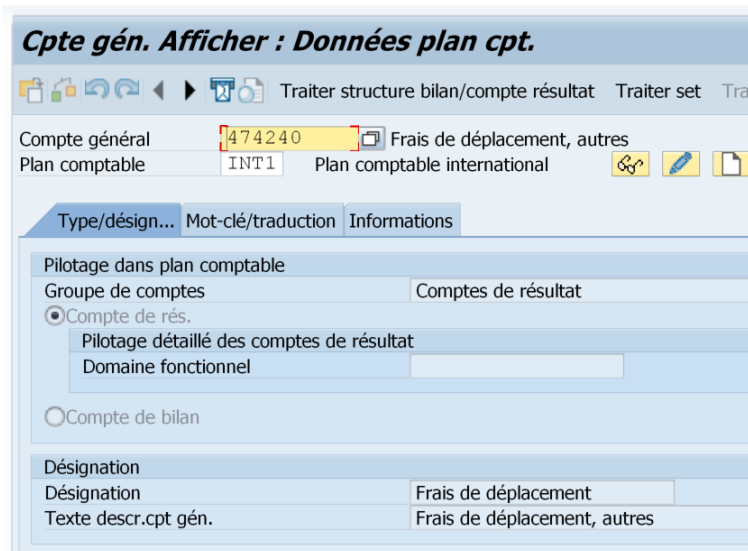 Cpte gén. Afficher : Données plan cpt.
Traiter structure bilan/compte résultat Traiter set Tra
Compte général 474240 Frais de déplacement, autres
Plan comptable INT1 Plan comptable international
Type/désign... Mot-clé/traduction Informations
Pilotage dans plan comptable
Groupe de comptes Comptes de résultat
Compte de rés.
Pilotage détaillé des comptes de résultat
Domaine fonctionnel
Compte de bilan
Désignation
Désignation Frais de déplacement
Texte descr.cpt gén. Frais de déplacement, autres